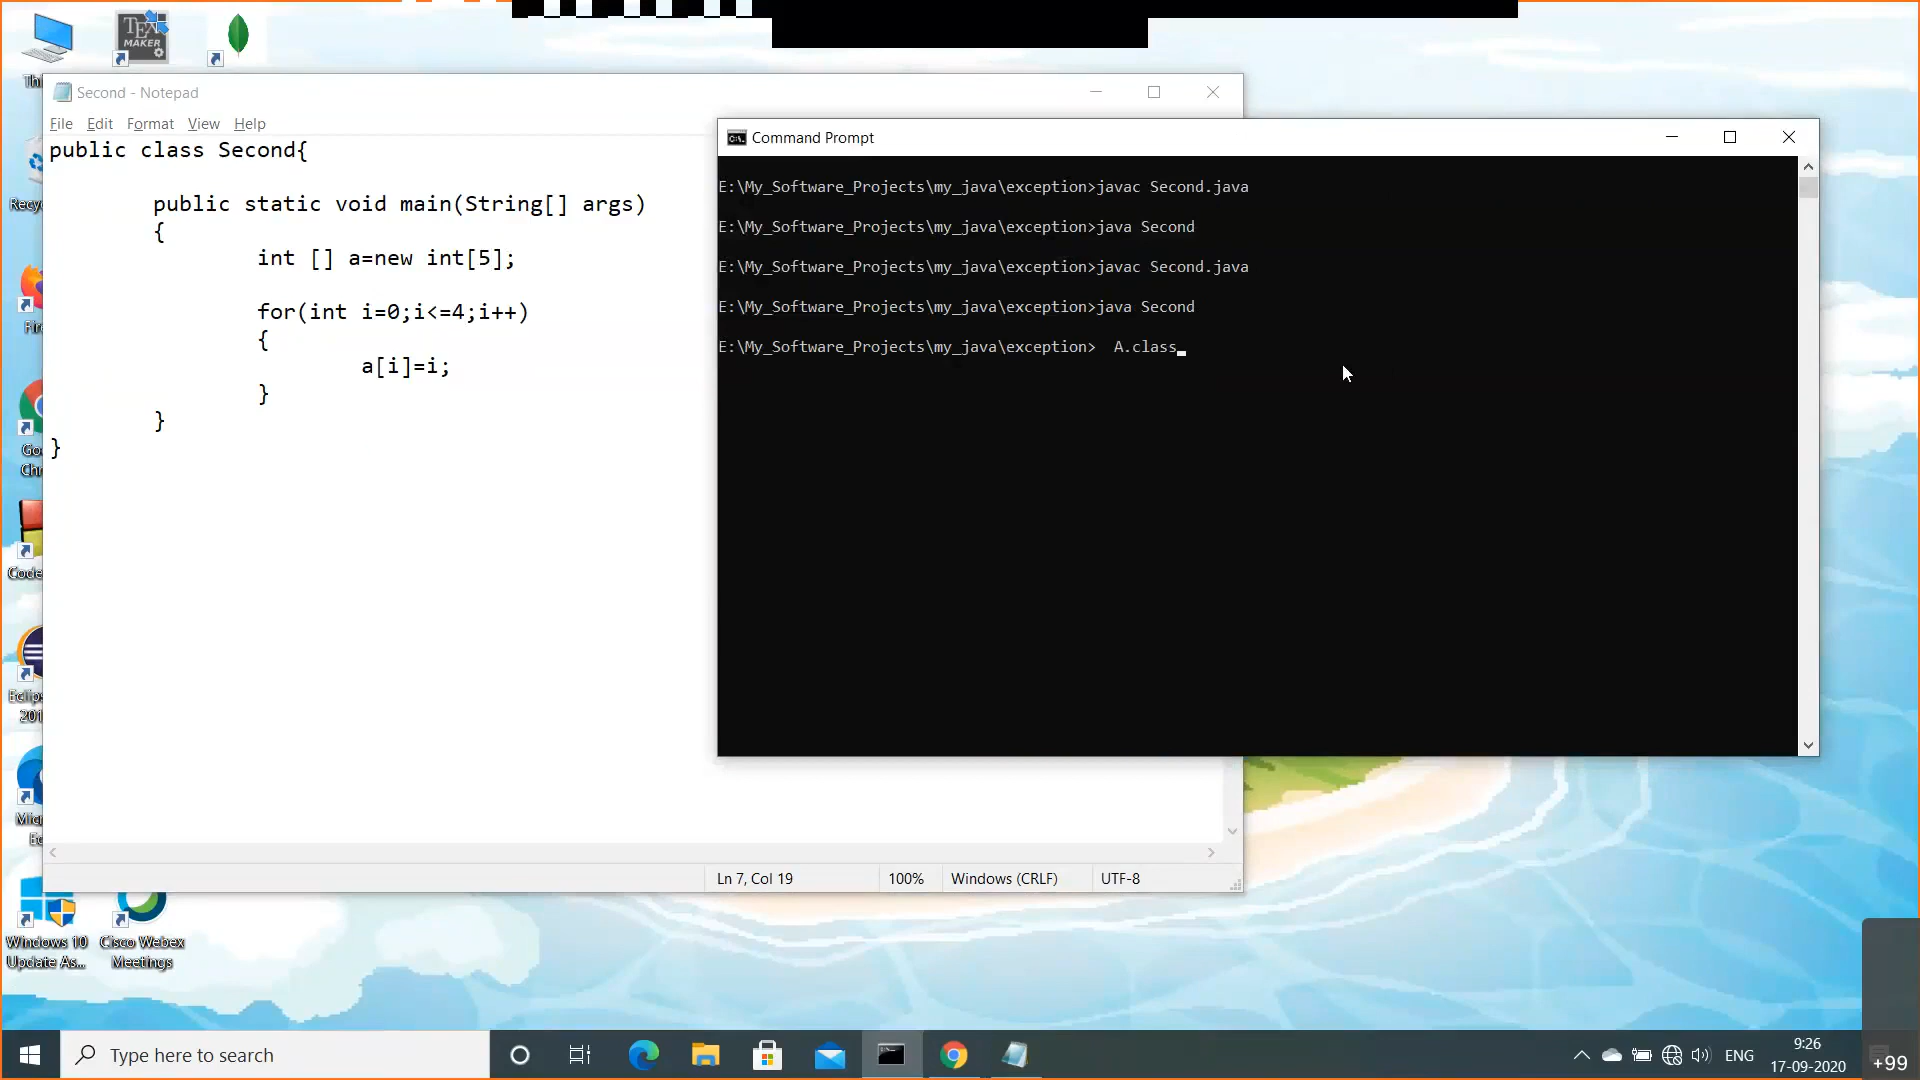 TEX
MAKER
Second - Notepad
File Edit Format View Help
public class Second{
public static void main(String[] args)
{
int [] a=new int[5];
for(int i=0;i<=4;i++)
{
a[i]=i;
}
}
}
Ln 7, Col 19 100% Windows (CRLF) UTF-8
Command Prompt
E:\My_Software_Projects\my_java\exception>javac Second.java
E:\My_Software_Projects\my_java\exception>java Second
E:\My_Software_Projects\my_java\exception>javac Second.java
E:\My_Software_Projects\my_java\exception>java Second
E:\My_Software_Projects\my_java\exception>  A.class
Windows 10
Update As...
Cisco Webex
Meetings
Type here to search
ENG
9:26
17-09-2020
+99